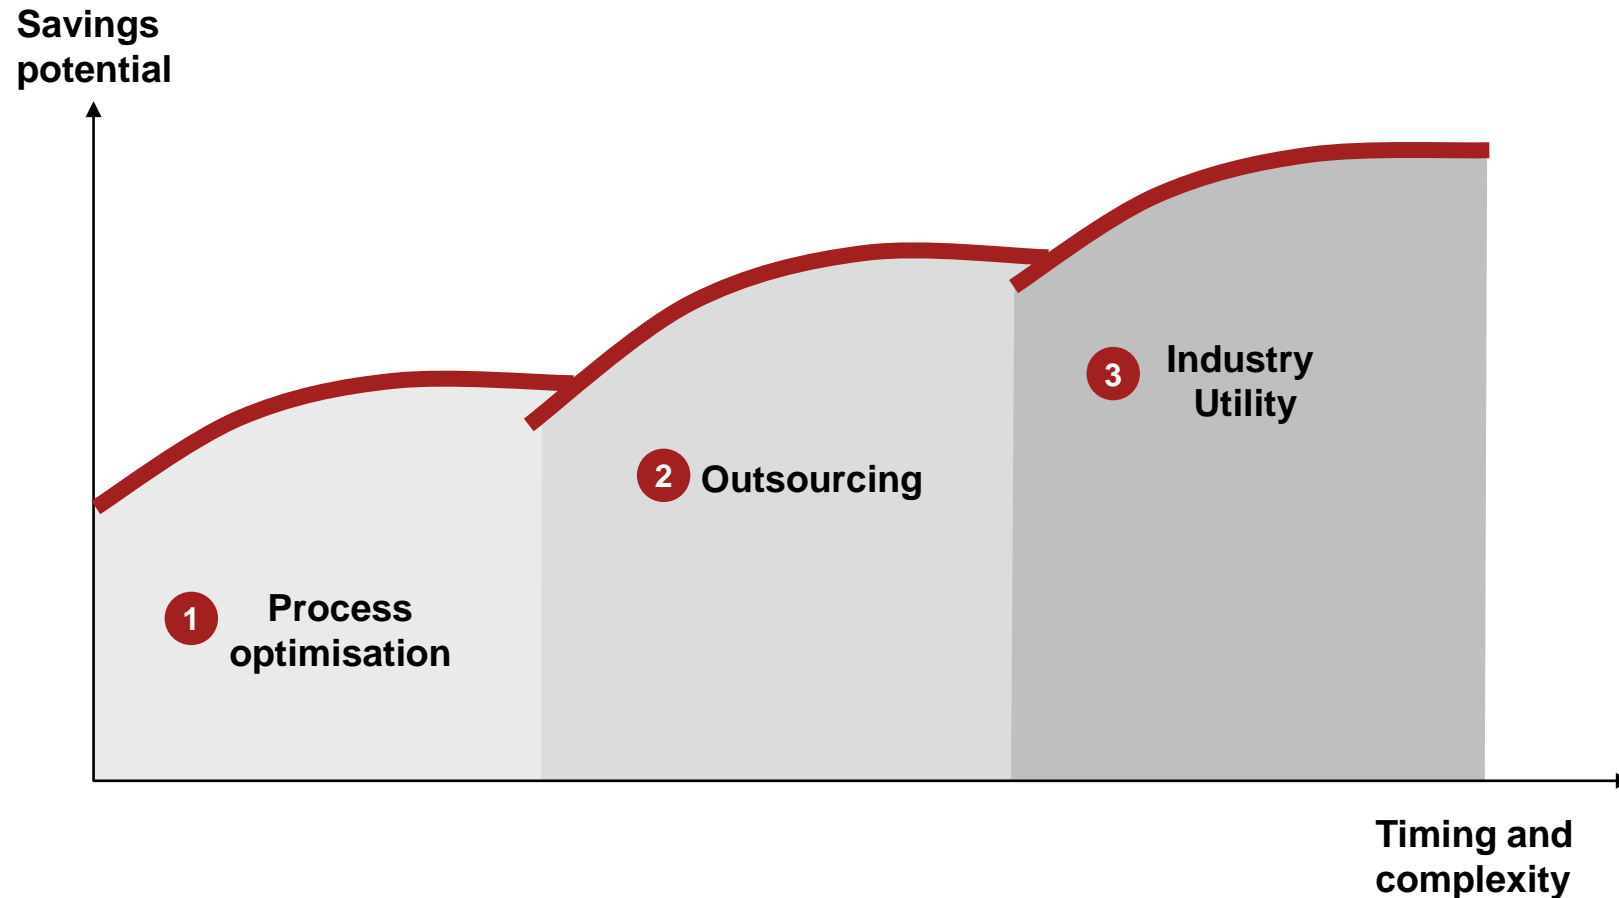 Savings
potential
3
Industry
Utility
2
Outsourcing
1
Process
optimisation
Timing and
complexity